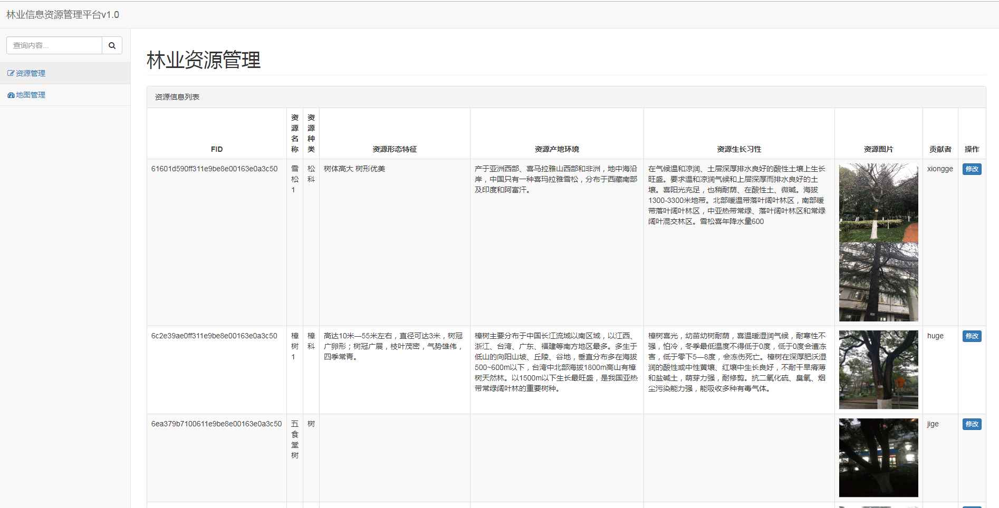 林业信息资源管理平台v1.0
查询内容...
资源管理
地图管理
林业资源管理
资源信息列表
FID
资源名称
资源种类
资源形态特征
资源产地环境
资源生长习性
资源图片
贡献者
操作
61601d590ff311e9be8e00163e0a3c50
雪松1
松科
树体高大 树形优美
产于亚洲西部、喜马拉雅山西部和非洲，地中海沿
岸，中国只有一种喜玛拉雅雪松，分布于西藏南部
及印度和阿富汗。
在气候温和凉润、土层深厚排水良好的酸性土壤上生长
旺盛。要求温和凉润气候和上层深厚而排水良好的土
壤。喜阳光充足，也稍耐荫、在酸性土、微碱。海拔
1300-3300米地带。北部暖温带落叶阔叶林区，南部暖
带落叶阔叶林区，中亚热带常绿、落叶阔叶林区和常绿
阔叶混交林区。雪松喜年降水量600
xiongge
修改
6c2e39ae0ff311e9be8e00163e0a3c50
樟树1
樟科
高达10米—55米左右，直径可达3米，树冠
广卵形；树冠广展，枝叶茂密，气势雄伟，
四季常青。
樟树主要分布于中国长江流域以南区域，以江西、
浙江、台湾、广东、福建等南方地区最多。多生于
低山的向阳山坡、丘陵、谷地，垂直分布多在海拔
500~600m以下，台湾中北部海拔1800m高山有樟
树天然林。以1500m以下生长最旺盛，是我国亚热
带常绿阔叶林的重要树种。
樟树喜光，幼苗幼树耐荫，喜温暖湿润气候，耐寒性不
强，怕冷，冬季最低温度不得低于0度，低于0度会遭冻
害，低于零下5—8度，会冻伤死亡。樟树在深厚肥沃湿
润的酸性或中性黄壤、红壤中生长良好，不耐干旱瘠薄
和盐碱土，萌芽力强，耐修剪。抗二氧化硫、臭氧、烟
尘污染能力强，能吸收多种有毒气体。
huge
修改
6ea379b7100611e9be8e00163e0a3c50
五食堂树
树
jige
修改